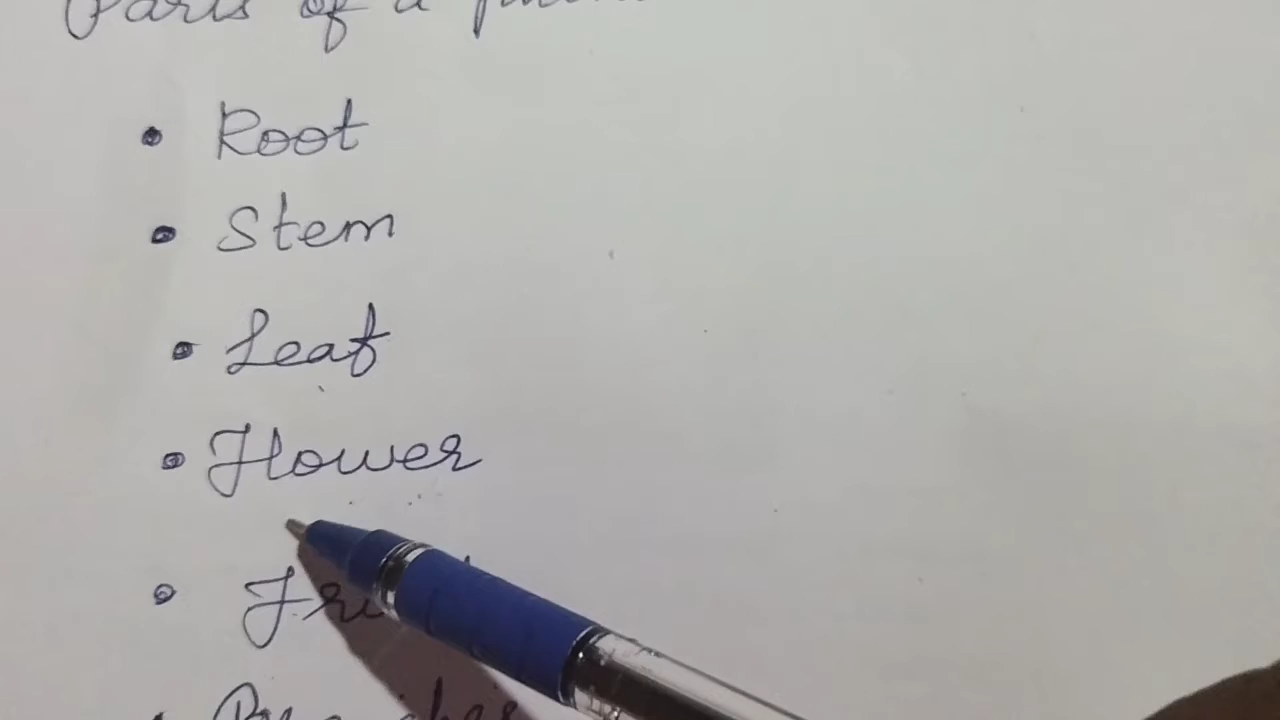 Parts of a
• Root
• Stem
• Leaf
• Flower